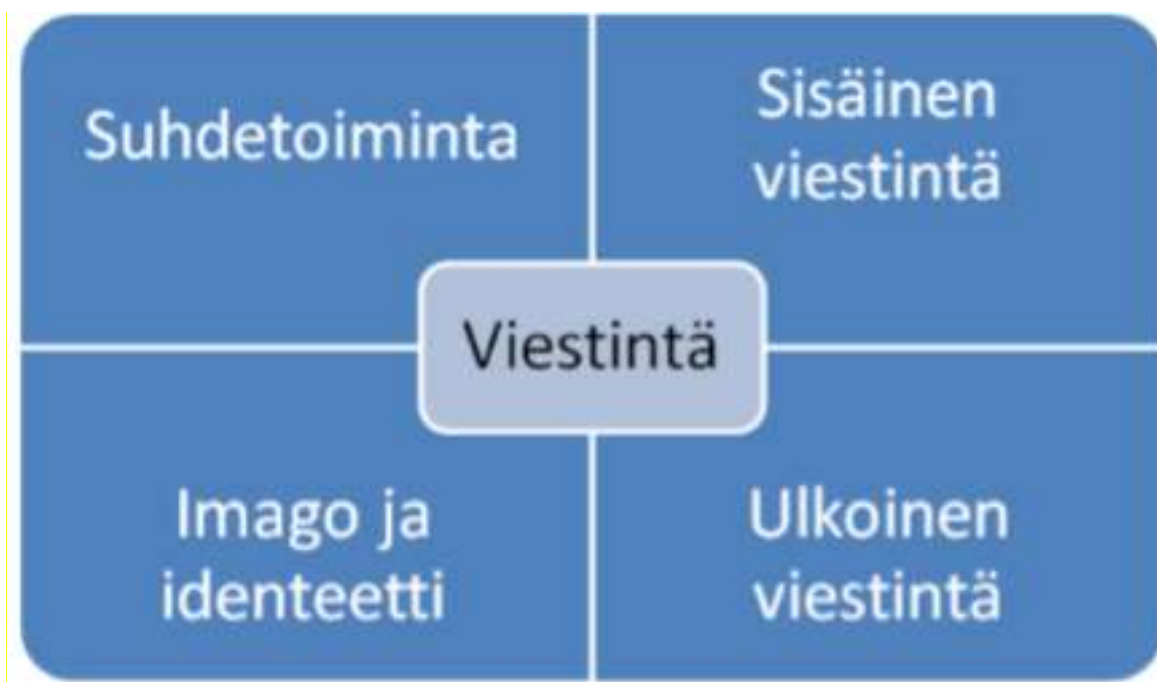 Suhdetoiminta
Sisäinen
viestintä
Viestintä
Imago ja
identeetti
Ulkoinen
viestintä